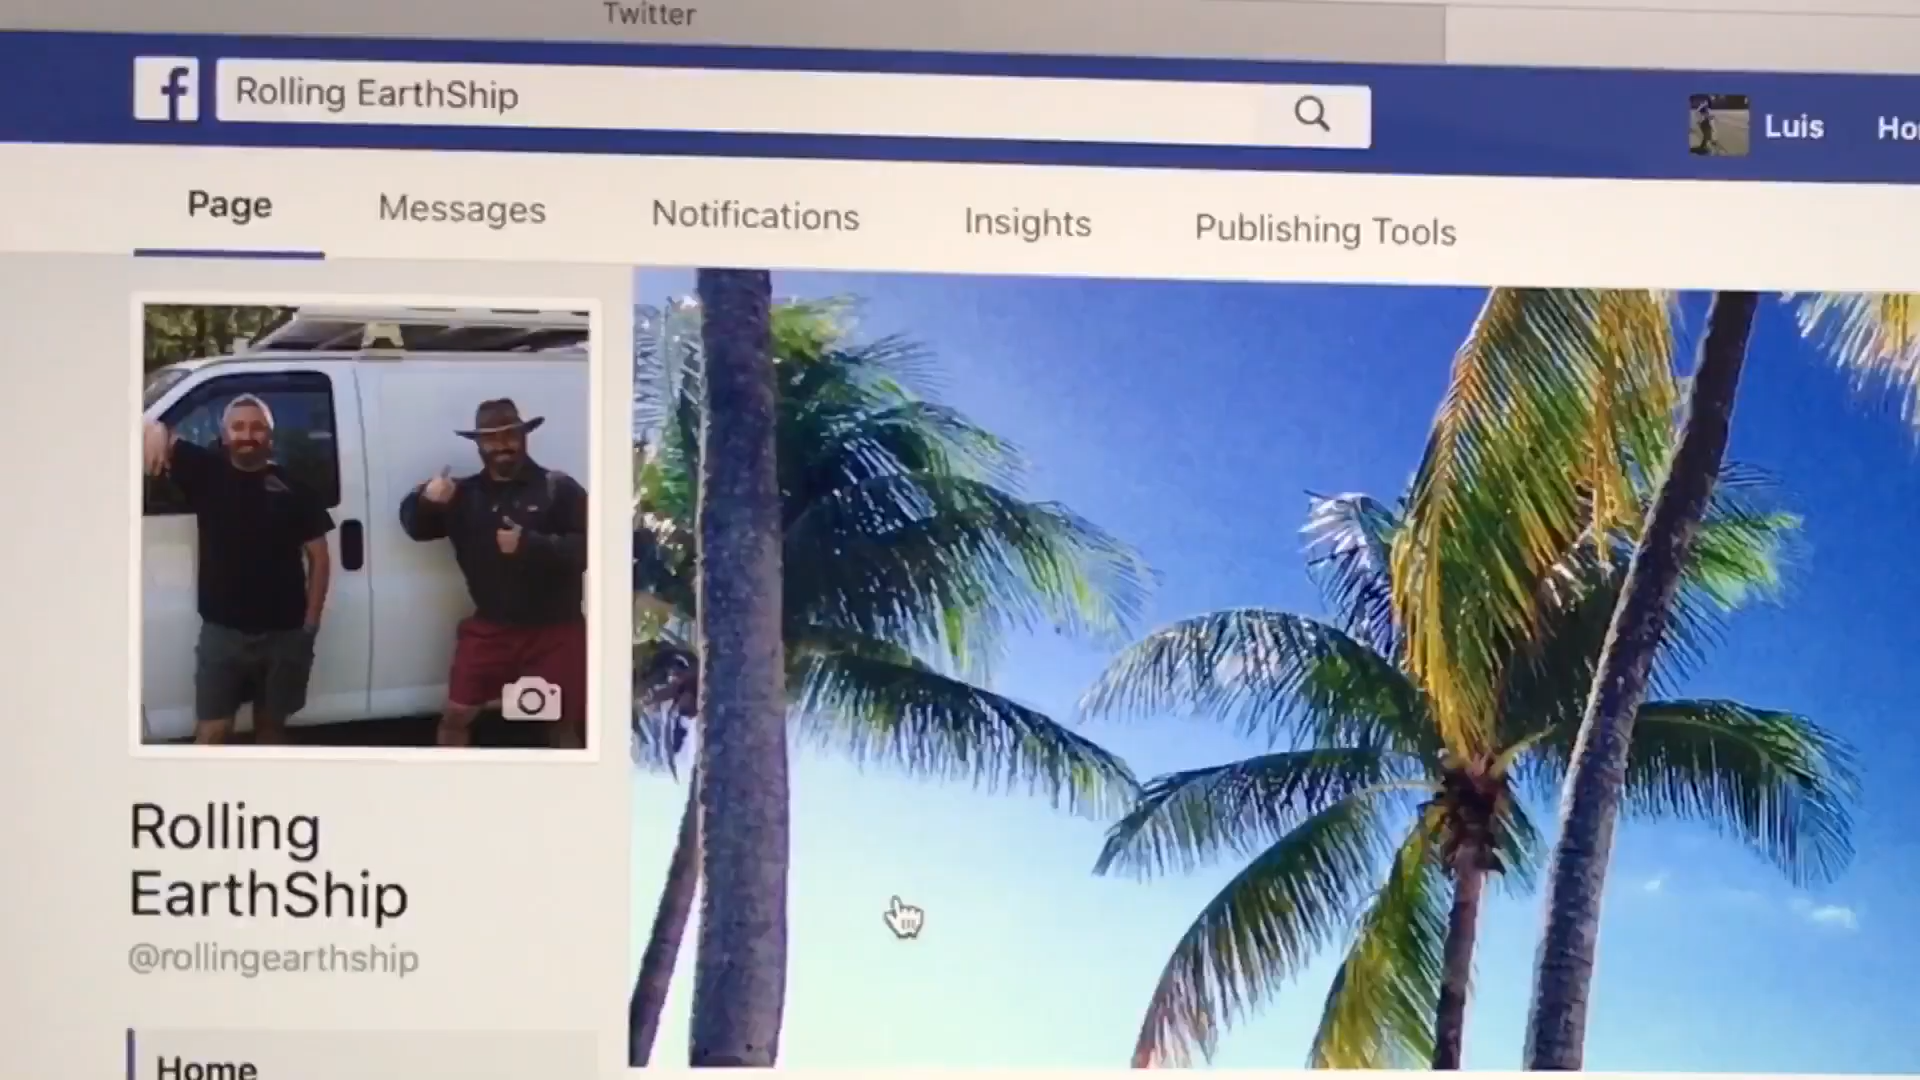 Twitter
f Rolling EarthShip
Luis
Page Messages Notifications Insights Publishing Tools
Rolling
EarthShip
@rollingearthship
Home